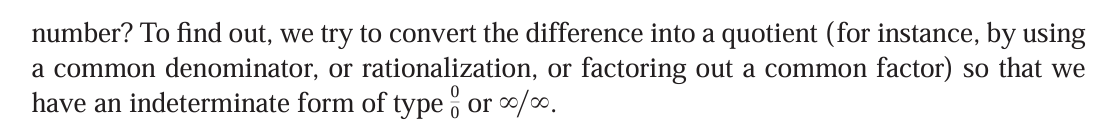 number? To find out, we try to convert the difference into a quotient (for instance, by using
a common denominator, or rationalization, or factoring out a common factor) so that we
have an indeterminate form of type 0/0 or ∞/∞.